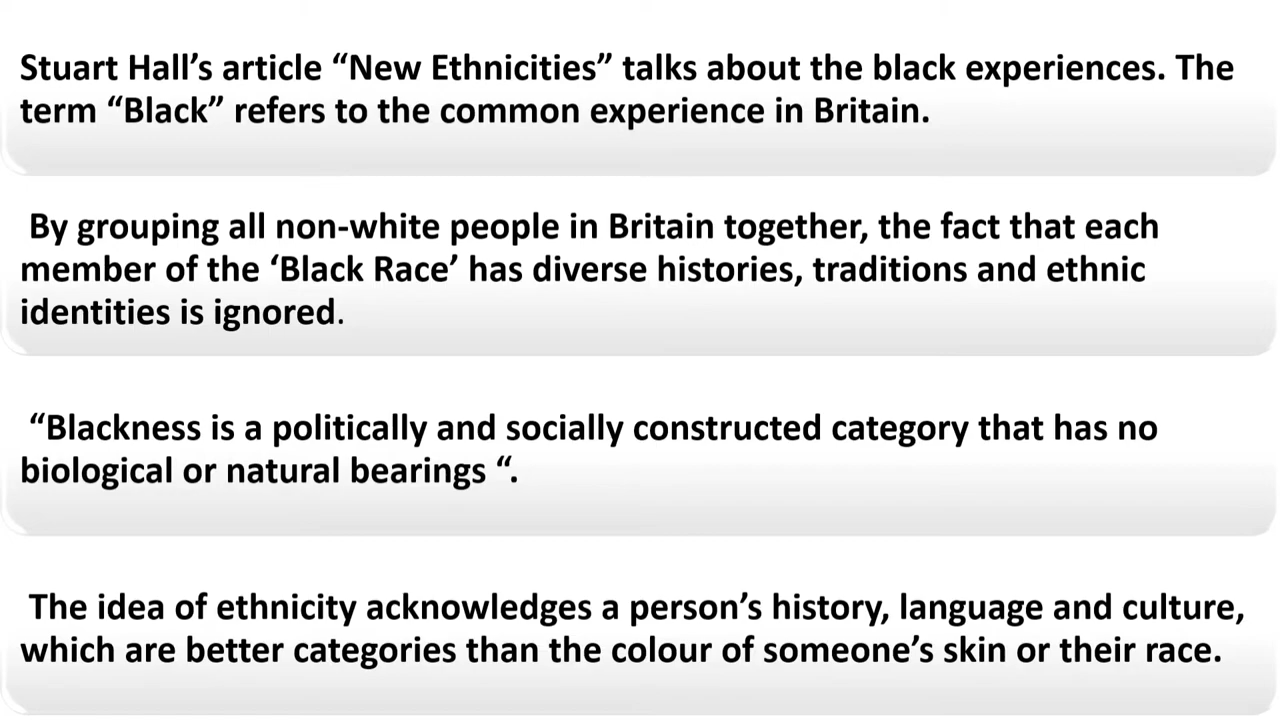 Stuart Hall’s article “New Ethnicities” talks about the black experiences. The
term “Black” refers to the common experience in Britain.
By grouping all non-white people in Britain together, the fact that each
member of the ‘Black Race’ has diverse histories, traditions and ethnic
identities is ignored.
“Blackness is a politically and socially constructed category that has no
biological or natural bearings “.
The idea of ethnicity acknowledges a person’s history, language and culture,
which are better categories than the colour of someone’s skin or their race.